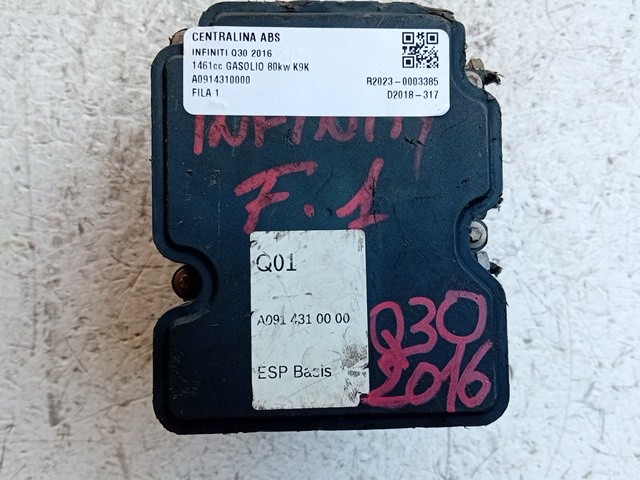 CENTRALINA ABS
INFINITI Q30 2016
1461cc GASOLIO 80kw K9K
A0914310000
R2023-0003385
FILA 1
D2018-317
INFINITI
F.1
Q01
A091 431 00 00
ESP Basis
Q30
2016